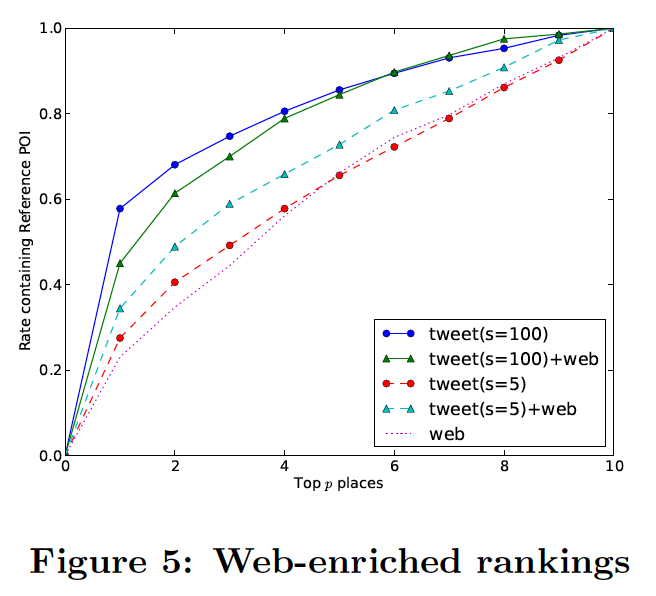 1.0
0.8
0.6
0.4
0.2
0.0
Rate containing Reference POI
tweet(s=100)
tweet(s=100)+web
tweet(s=5)
tweet(s=5)+web
web
0 2 4 6 8 10
Top p places
Figure 5: Web-enriched rankings